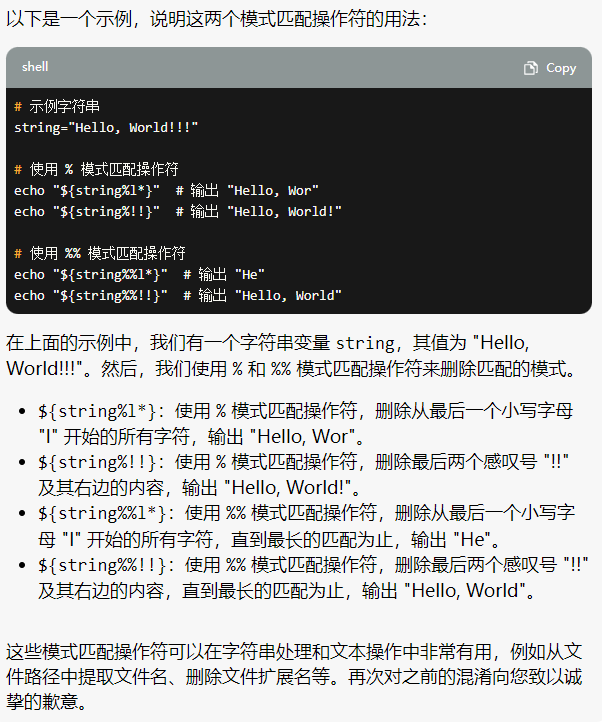 以下是一个示例，说明这两个模式匹配操作符的用法：
shell
Copy
# 示例字符串
string="Hello, World!!!"
# 使用 % 模式匹配操作符
echo "${string%l*}"  # 输出 "Hello, Wor"
echo "${string%!!}"  # 输出 "Hello, World!"
# 使用 %% 模式匹配操作符
echo "${string%%l*}"  # 输出 "He"
echo "${string%%!!}"  # 输出 "Hello, World"
在上面的示例中，我们有一个字符串变量 string，其值为 "Hello,
World!!!"。然后，我们使用 % 和 %% 模式匹配操作符来删除匹配的模式。
• ${string%l*}：使用 % 模式匹配操作符，删除从最后一个小写字母
"l" 开始的所有字符，输出 "Hello, Wor"。
• ${string%!!}：使用 % 模式匹配操作符，删除最后两个感叹号 "!!"
及其右边的内容，输出 "Hello, World!"。
• ${string%%l*}：使用 %% 模式匹配操作符，删除从最后一个小写字
母 "l" 开始的所有字符，直到最长的匹配为止，输出 "He"。
• ${string%%!!}：使用 %% 模式匹配操作符，删除最后两个感叹号 "!!"
及其右边的内容，直到最长的匹配为止，输出 "Hello, World"。
这些模式匹配操作符可以在字符串处理和文本操作中非常有用，例如从文
件路径中提取文件名、删除文件扩展名等。再次对之前的混淆向您致以诚
挚的歉意。